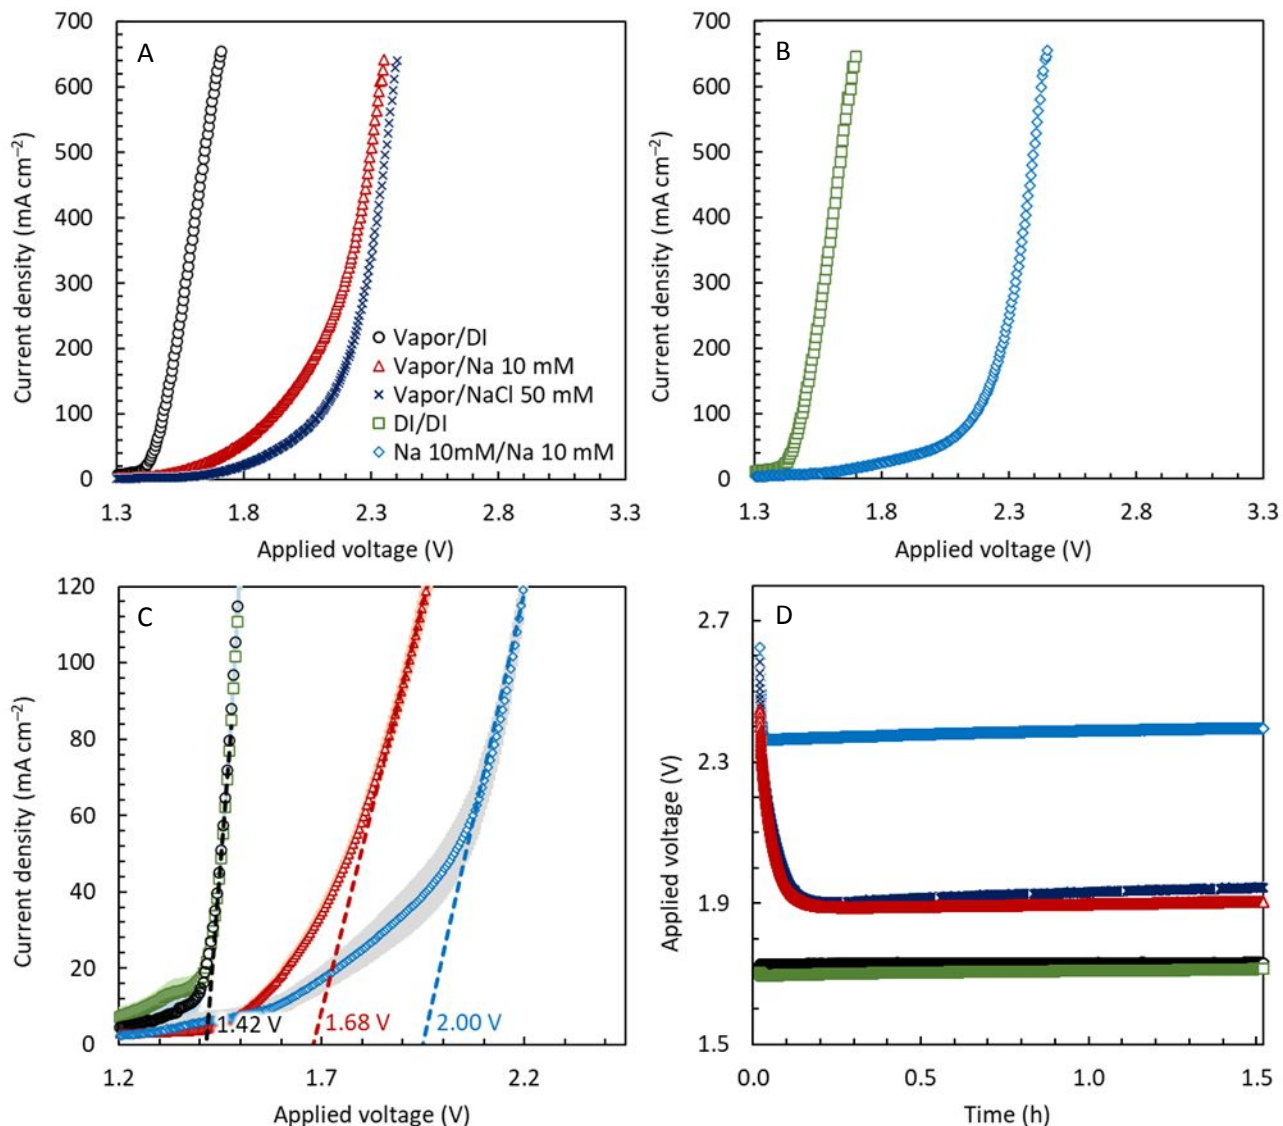 A
700
600
500
400
300
200
100
0
Current density (mA cm⁻²)
Vapor/DI
Vapor/Na 10 mM
Vapor/NaCl 50 mM
DI/DI
Na 10mM/Na 10 mM
1.3 1.8 2.3 2.8 3.3
Applied voltage (V)
B
700
600
500
400
300
200
100
0
Current density (mA cm⁻²)
1.3 1.8 2.3 2.8 3.3
Applied voltage (V)
C
120
100
80
60
40
20
0
Current density (mA cm⁻²)
1.42 V 1.68 V 2.00 V
1.2 1.7 2.2
Applied voltage (V)
D
2.7
2.3
1.9
1.5
Applied voltage (V)
0.0 0.5 1.0 1.5
Time (h)